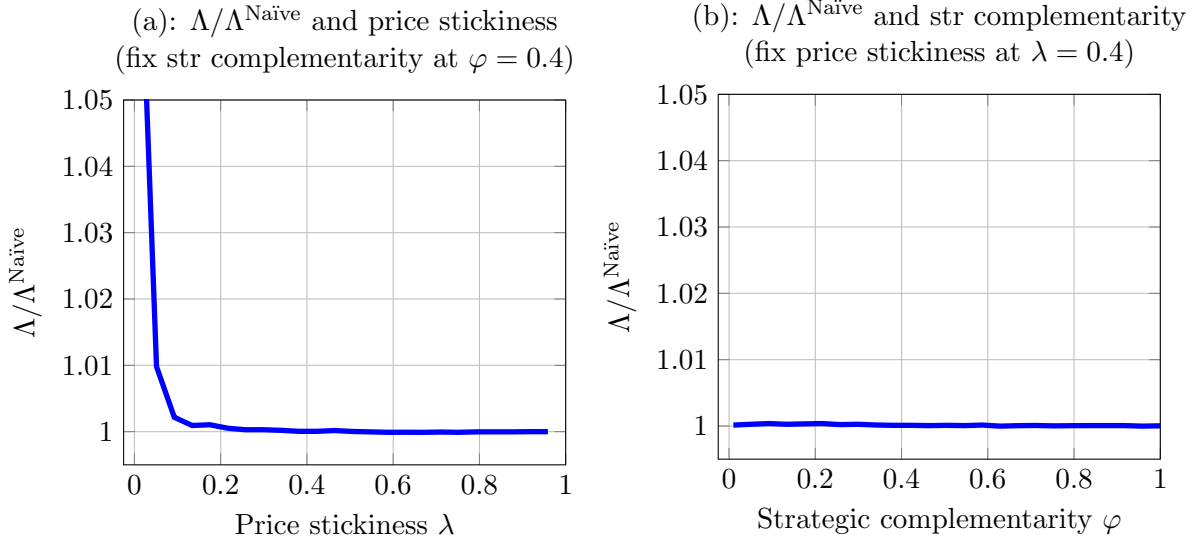 (a): Λ/Λ^Naïve and price stickiness
(fix str complementarity at φ = 0.4)
1.05
1.04
1.03
1.02
1.01
1
Λ/Λ^Naïve
0 0.2 0.4 0.6 0.8 1
Price stickiness λ
(b): Λ/Λ^Naïve and str complementarity
(fix price stickiness at λ = 0.4)
1.05
1.04
1.03
1.02
1.01
1
Λ/Λ^Naïve
0 0.2 0.4 0.6 0.8 1
Strategic complementarity φ